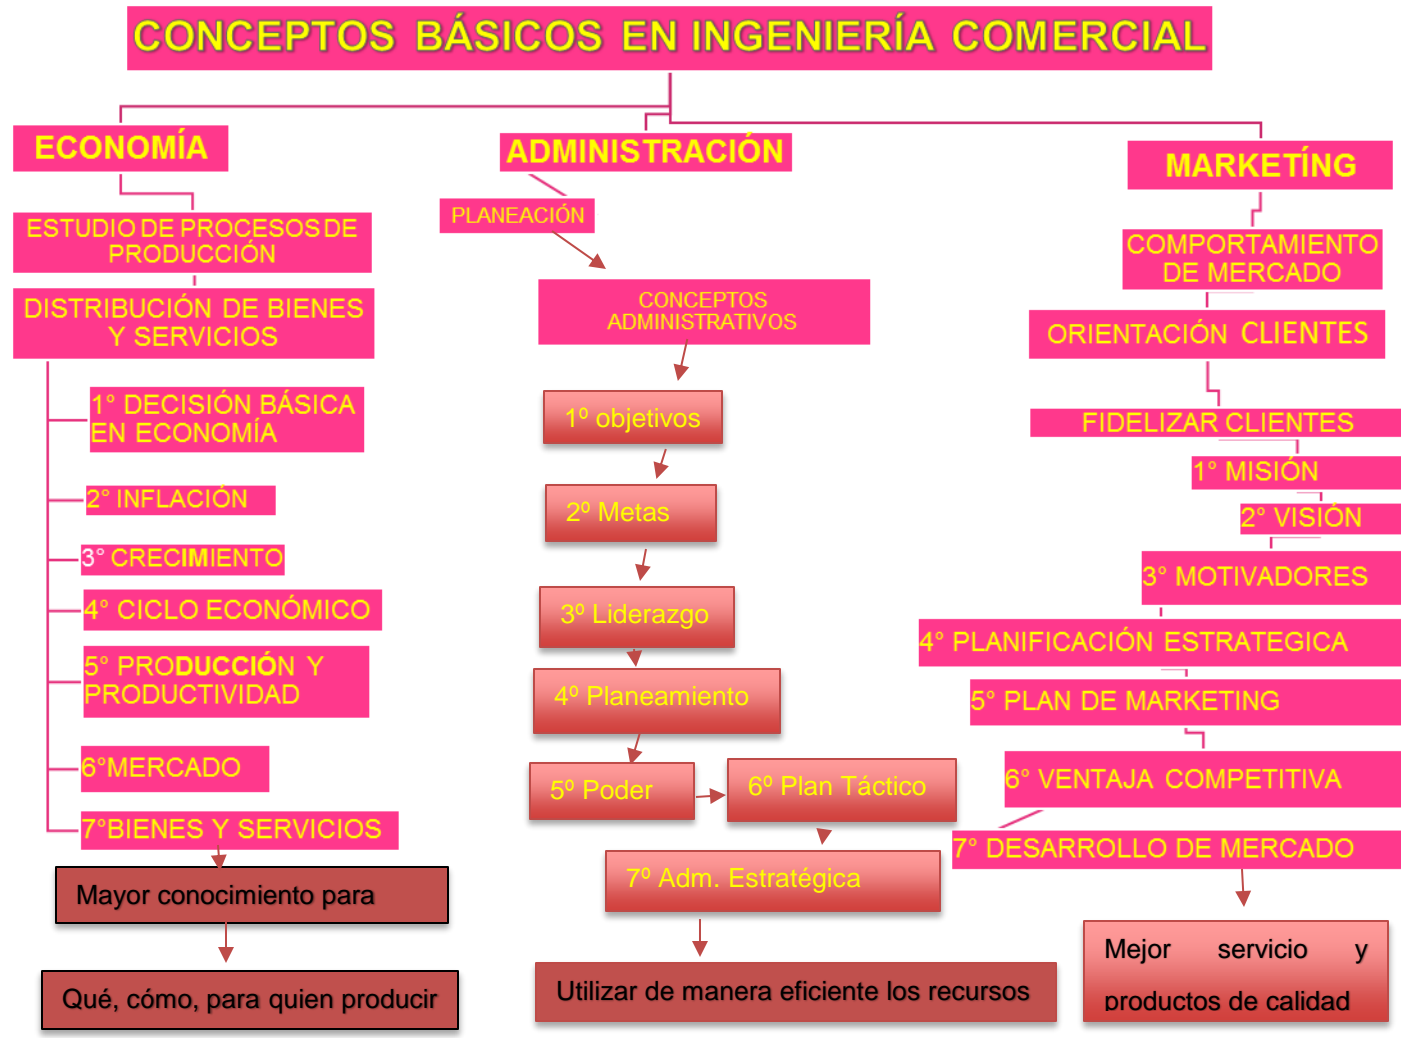 CONCEPTOS BÁSICOS EN INGENIERÍA COMERCIAL
ECONOMÍA
ESTUDIO DE PROCESOS DE
PRODUCCIÓN
DISTRIBUCIÓN DE BIENES
Y SERVICIOS
1° DECISIÓN BÁSICA
EN ECONOMÍA
2° INFLACIÓN
3° CRECIMIENTO
4° CICLO ECONÓMICO
5° PRODUCCIÓN Y
PRODUCTIVIDAD
6°MERCADO
7°BIENES Y SERVICIOS
Mayor conocimiento para
Qué, cómo, para quien producir
ADMINISTRACIÓN
PLANEACIÓN
CONCEPTOS
ADMINISTRATIVOS
1º objetivos
2º Metas
3º Liderazgo
4º Planeamiento
5º Poder
6º Plan Táctico
7º Adm. Estratégica
Utilizar de manera eficiente los recursos
MARKETÍNG
COMPORTAMIENTO
DE MERCADO
ORIENTACIÓN CLIENTES
FIDELIZAR CLIENTES
1° MISIÓN
2° VISIÓN
3° MOTIVADORES
4° PLANIFICACIÓN ESTRATEGICA
5° PLAN DE MARKETING
6° VENTAJA COMPETITIVA
7° DESARROLLO DE MERCADO
Mejor servicio y
productos de calidad